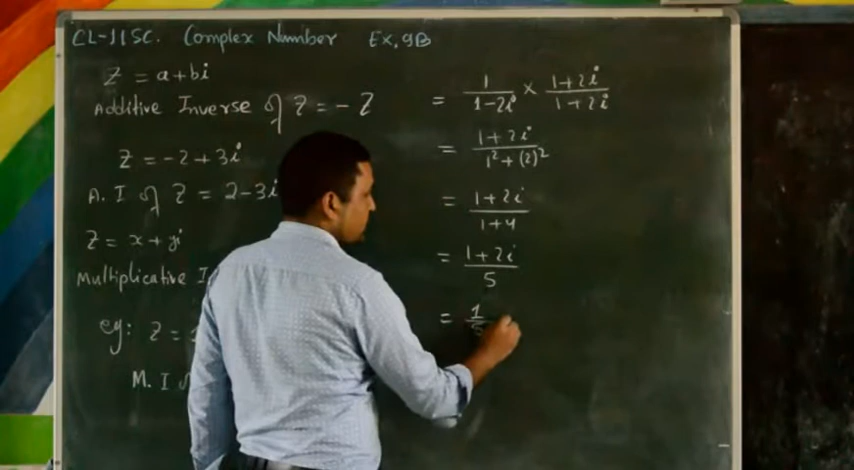 CL-11SC. Complex Number Ex. 9B
Z = a+bi
Additive Inverse of Z = -Z
Z = -2+3i
A. I of Z = 2-3i
Z = x+yi
Multiplicative
eg: Z =
M. I
= 1/1-2i × 1+2i/1+2i
= 1+2i/1²+(2)²
= 1+2i/1+4
= 1+2i/5
= 1/5